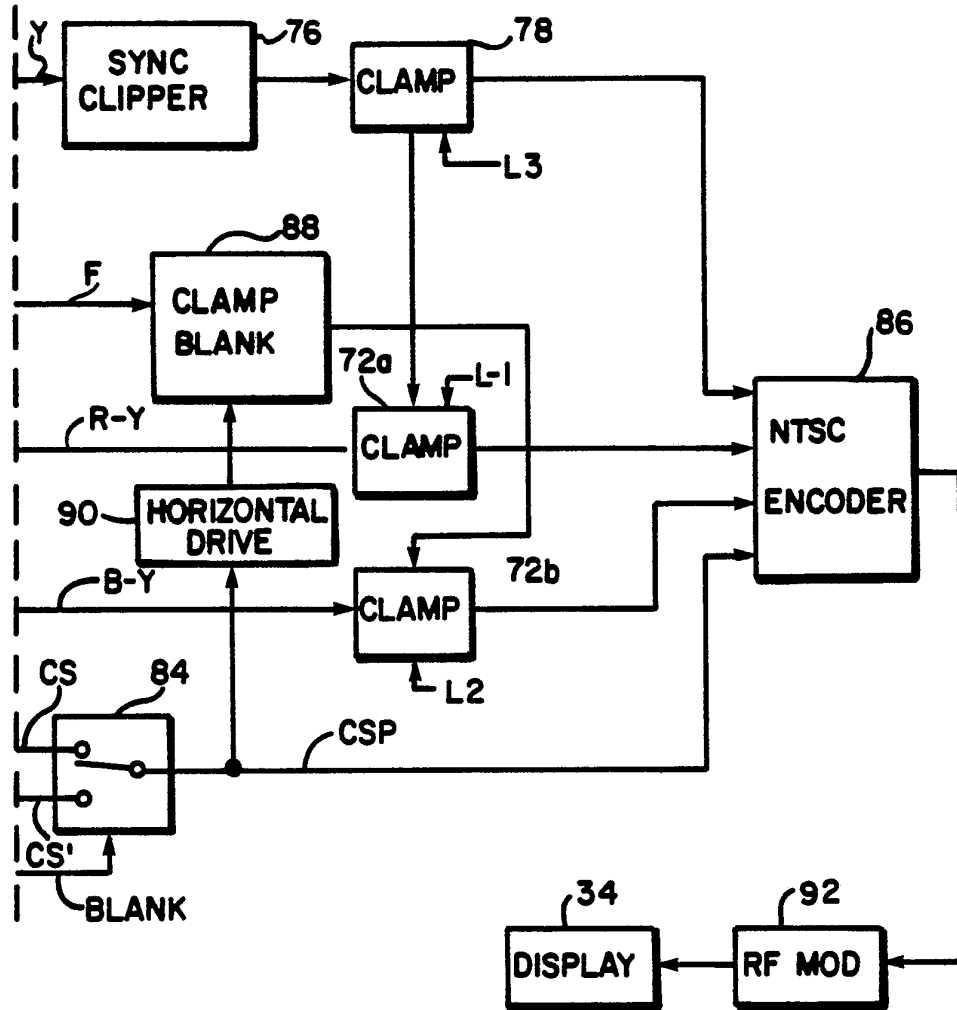 Y
76
SYNC
CLIPPER
78
CLAMP
L3
88
F
CLAMP
BLANK
72a
L-1
86
R-Y
CLAMP
NTSC
ENCODER
90
HORIZONTAL
DRIVE
B-Y
72b
CLAMP
L2
CS
84
CSP
CS'
BLANK
34
92
DISPLAY
RF MOD